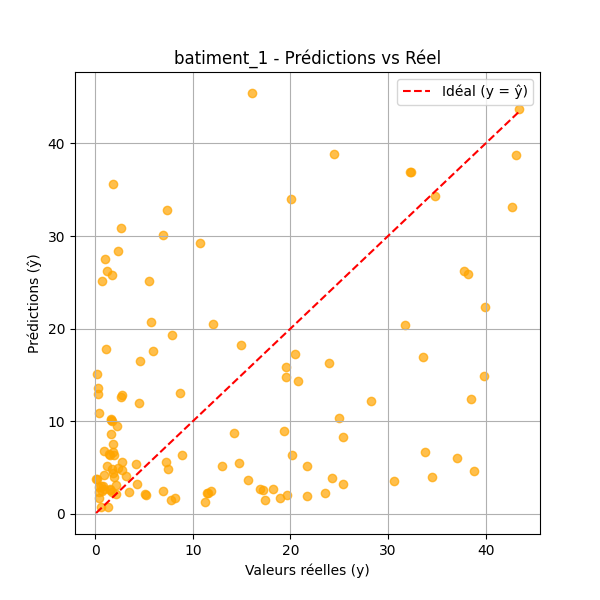 batiment_1 - Prédictions vs Réel
Idéal (y = ŷ)
Prédictions (ŷ)
40
30
20
10
0
0 10 20 30 40
Valeurs réelles (y)